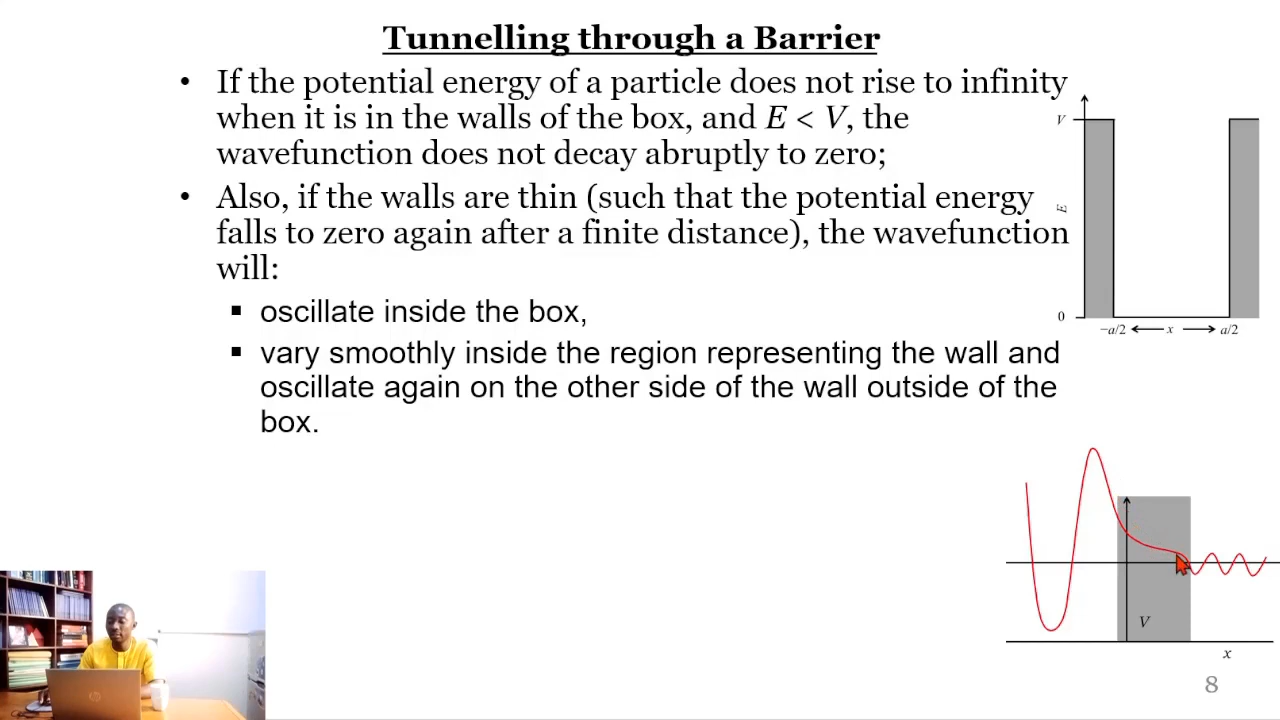 Tunnelling through a Barrier
• If the potential energy of a particle does not rise to infinity
when it is in the walls of the box, and E < V, the
wavefunction does not decay abruptly to zero;
• Also, if the walls are thin (such that the potential energy
falls to zero again after a finite distance), the wavefunction
will:
▪ oscillate inside the box,
▪ vary smoothly inside the region representing the wall and
oscillate again on the other side of the wall outside of the
box.
V
E
0
−a/2 x a/2
V
x
8